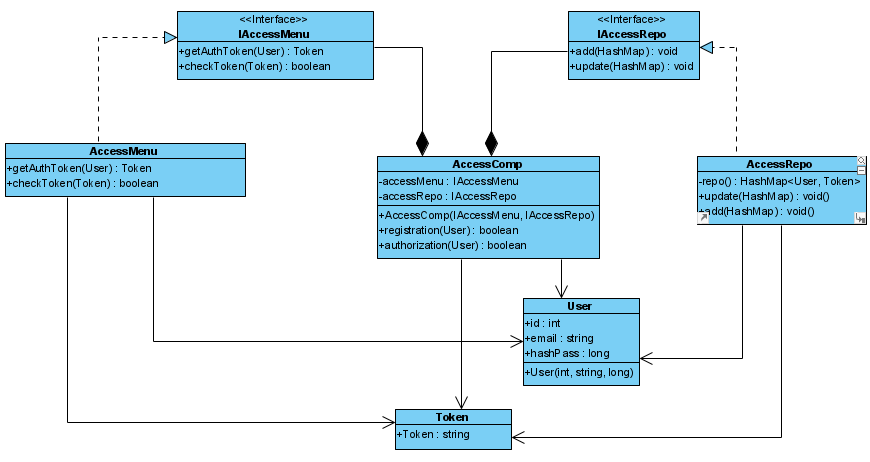 <<Interface>>
IAccessMenu
+getAuthToken(User) : Token
+checkToken(Token) : boolean
<<Interface>>
IAccessRepo
+add(HashMap) : void
+update(HashMap) : void
AccessMenu
+getAuthToken(User) : Token
+checkToken(Token) : boolean
AccessComp
-accessMenu : IAccessMenu
-accessRepo : IAccessRepo
+AccessComp(IAccessMenu, IAccessRepo)
+registration(User) : boolean
+authorization(User) : boolean
AccessRepo
-repo() : HashMap<User, Token>
+update(HashMap) : void()
+add(HashMap) : void()
User
+id : int
+email : string
+hashPass : long
+User(int, string, long)
Token
+Token : string